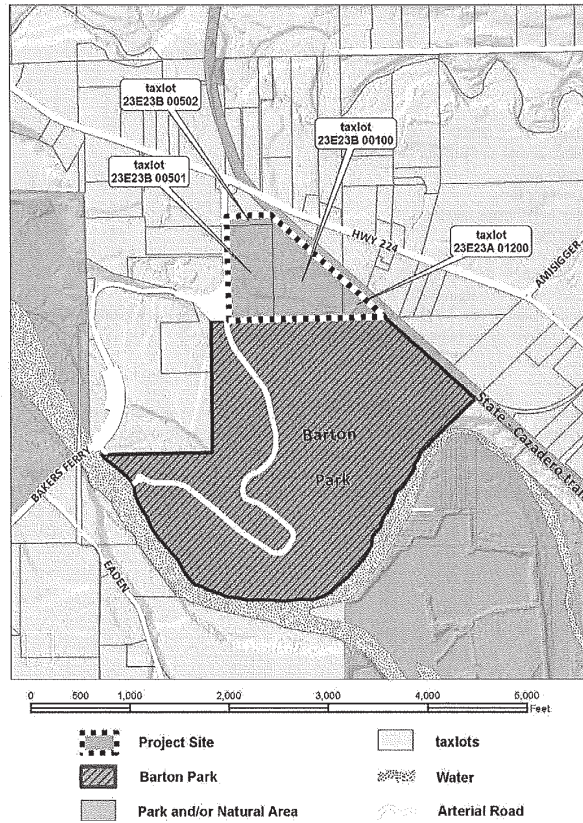 taxlot
23E23B 00502
taxlot
23E23B 00100
taxlot
23E23B 00501
taxlot
23E23A 01200
HWY 224
AMISIGGER
State - Cazadero trail
Barton
Park
BAKERS FERRY
EADEN
0 500 1,000 2,000 3,000 4,000 5,000 6,000
Feet
Project Site
taxlots
Barton Park
Water
Park and/or Natural Area
Arterial Road